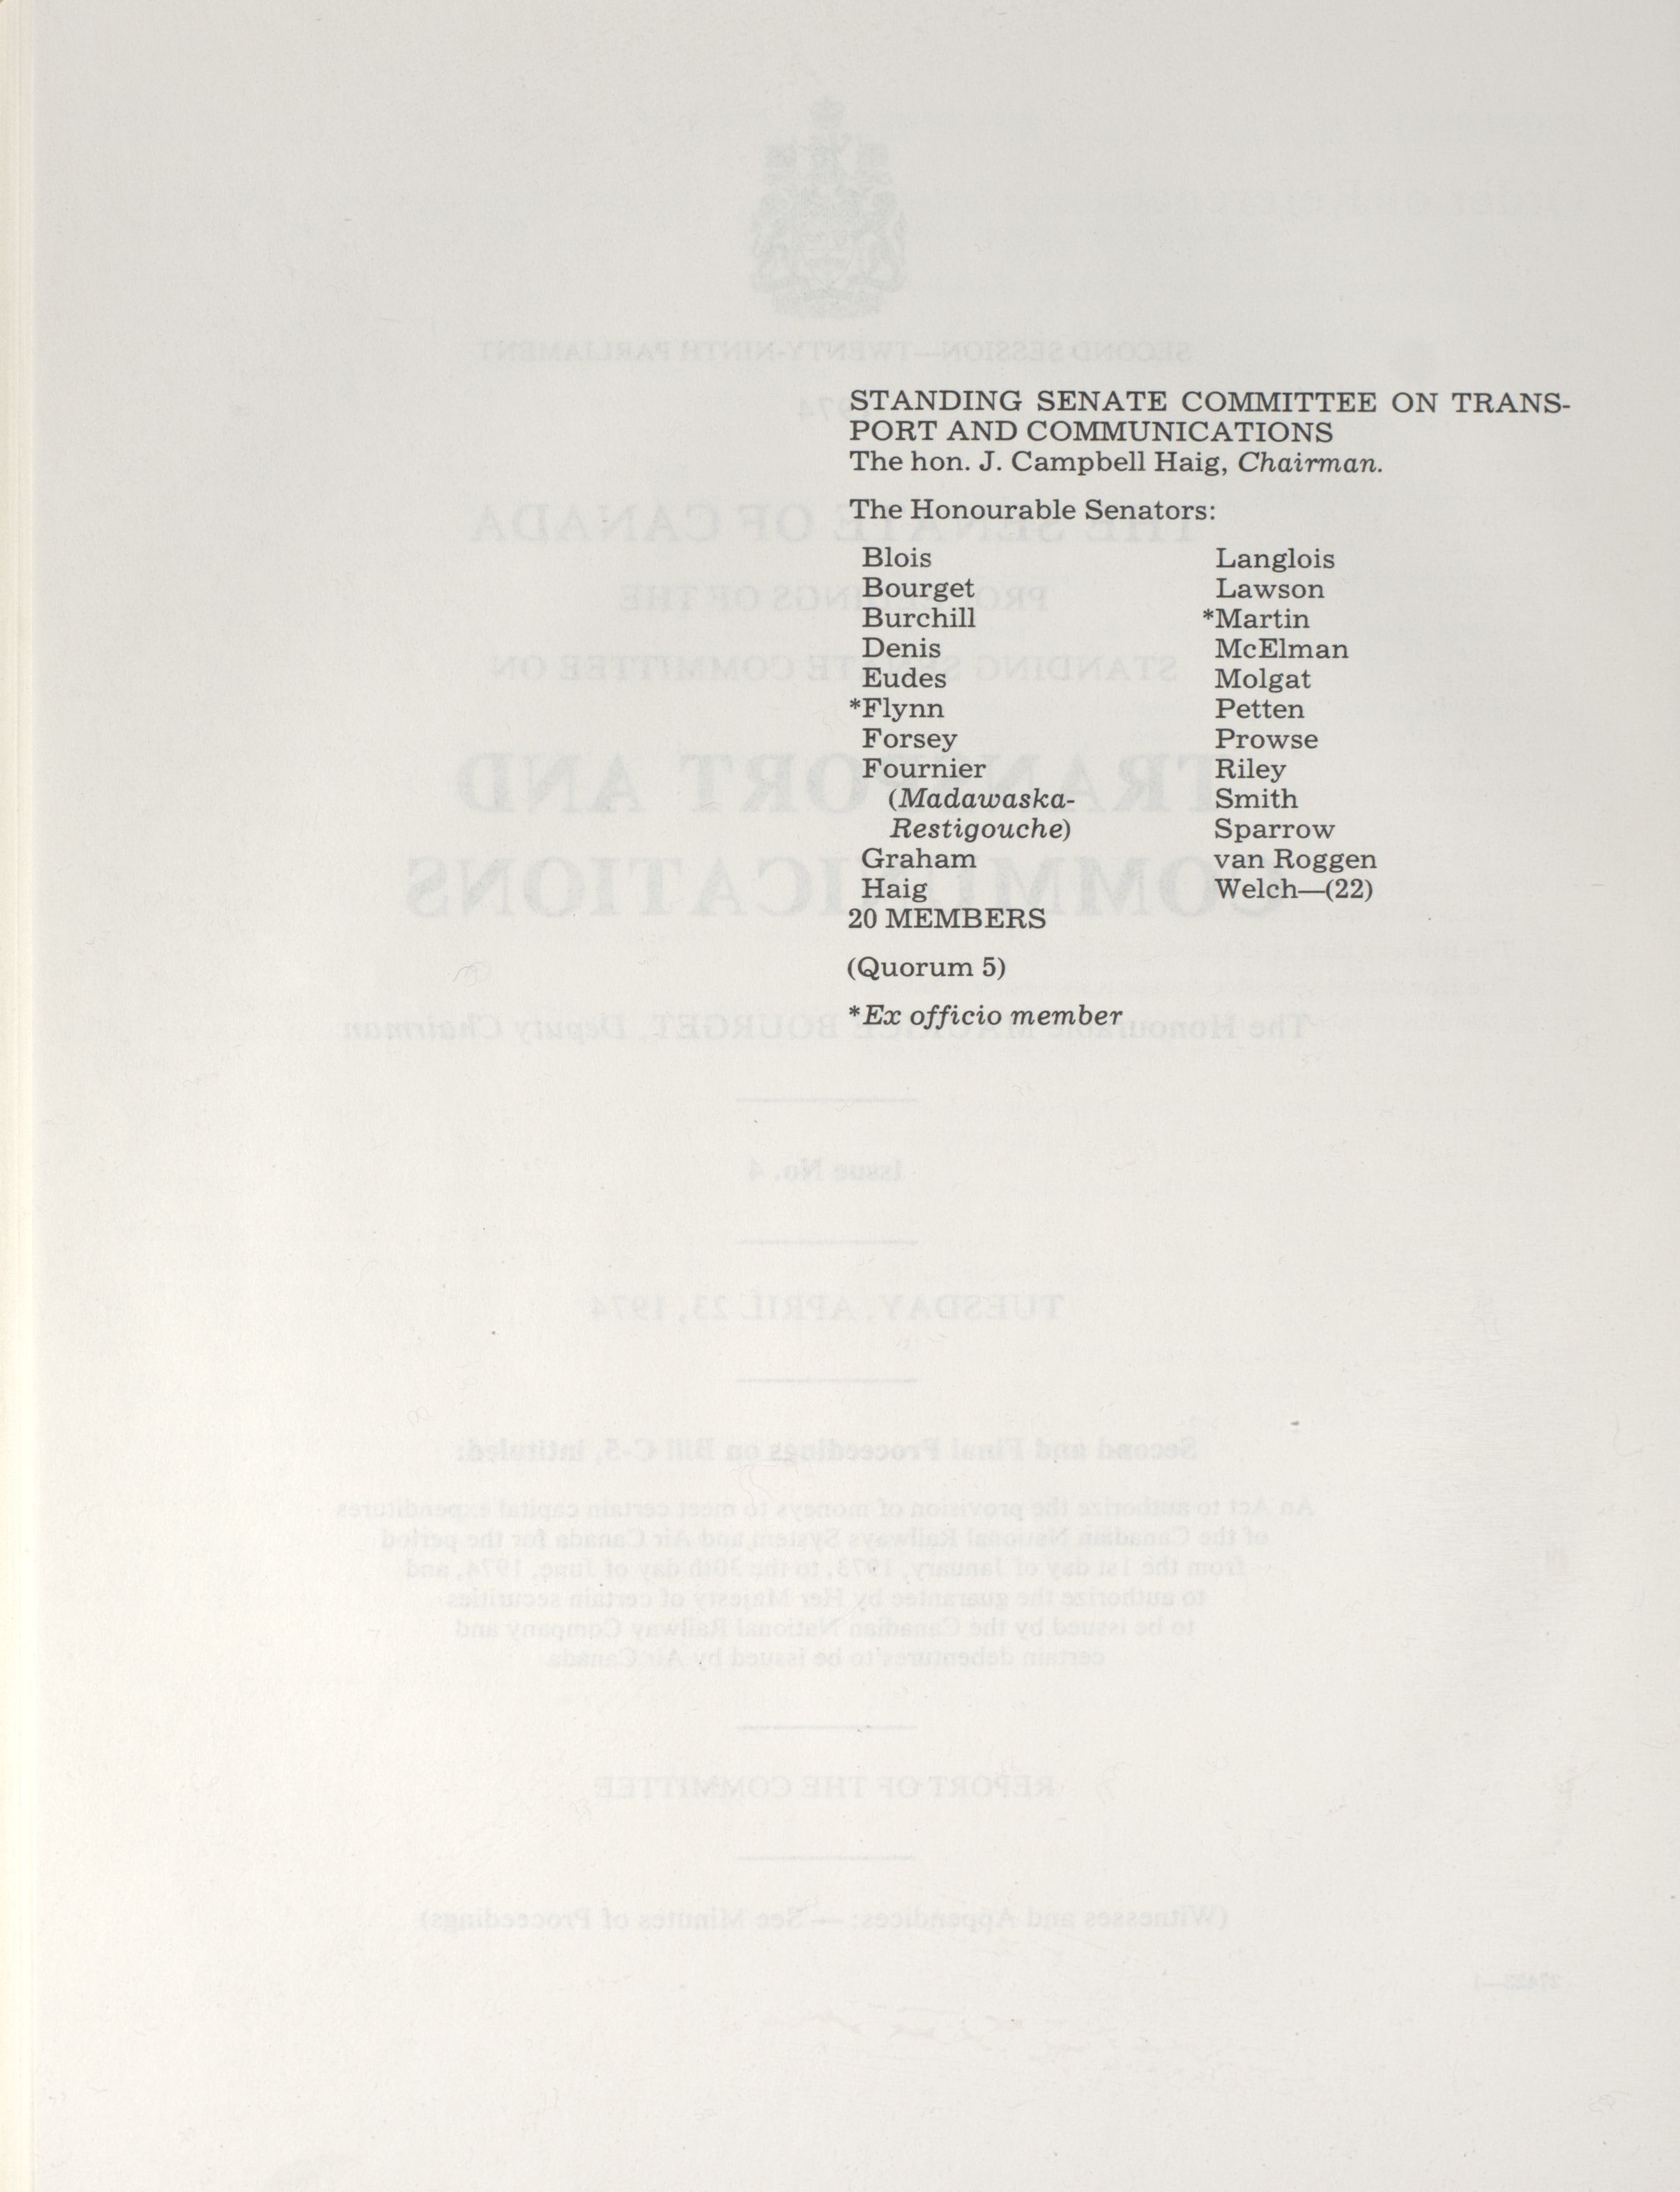 STANDING SENATE COMMITTEE ON TRANS-
PORT AND COMMUNICATIONS
The hon. J. Campbell Haig, Chairman.
The Honourable Senators:
Blois
Bourget
Burchill
Denis
Eudes
*Flynn
Forsey
Fournier
(Madawaska-
Restigouche)
Graham
Haig
Langlois
Lawson
*Martin
McElman
Molgat
Petten
Prowse
Riley
Smith
Sparrow
van Roggen
Welch—(22)
20 MEMBERS
(Quorum 5)
*Ex officio member